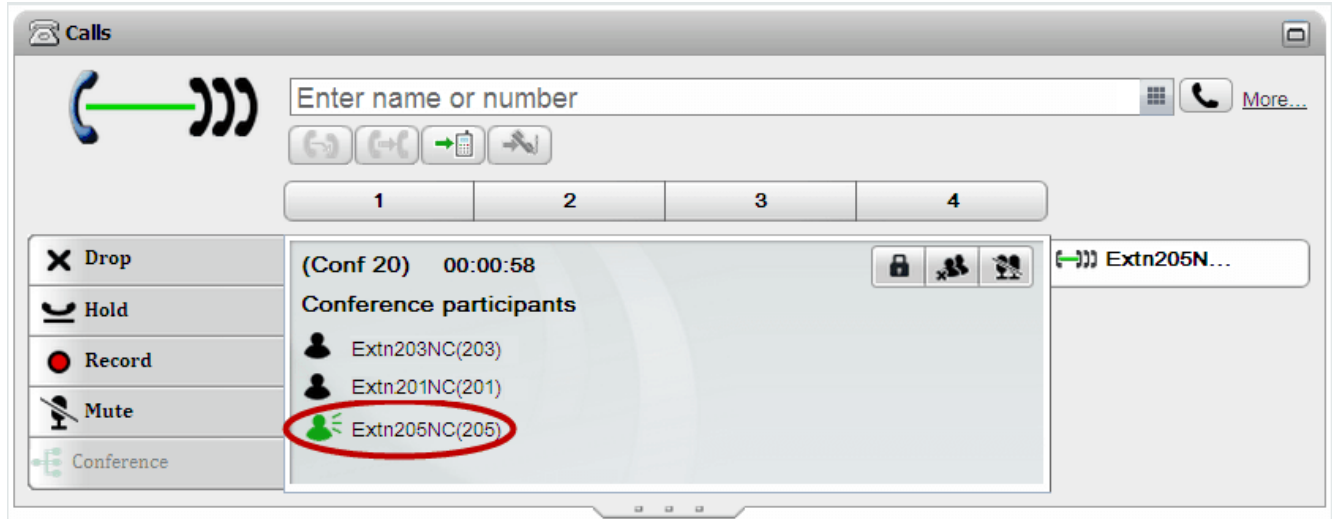 Calls
Enter name or number
More...
1 2 3 4
Drop
Hold
Record
Mute
Conference
(Conf 20) 00:00:58
Conference participants
Extn203NC(203)
Extn201NC(201)
Extn205NC(205)
Extn205N...